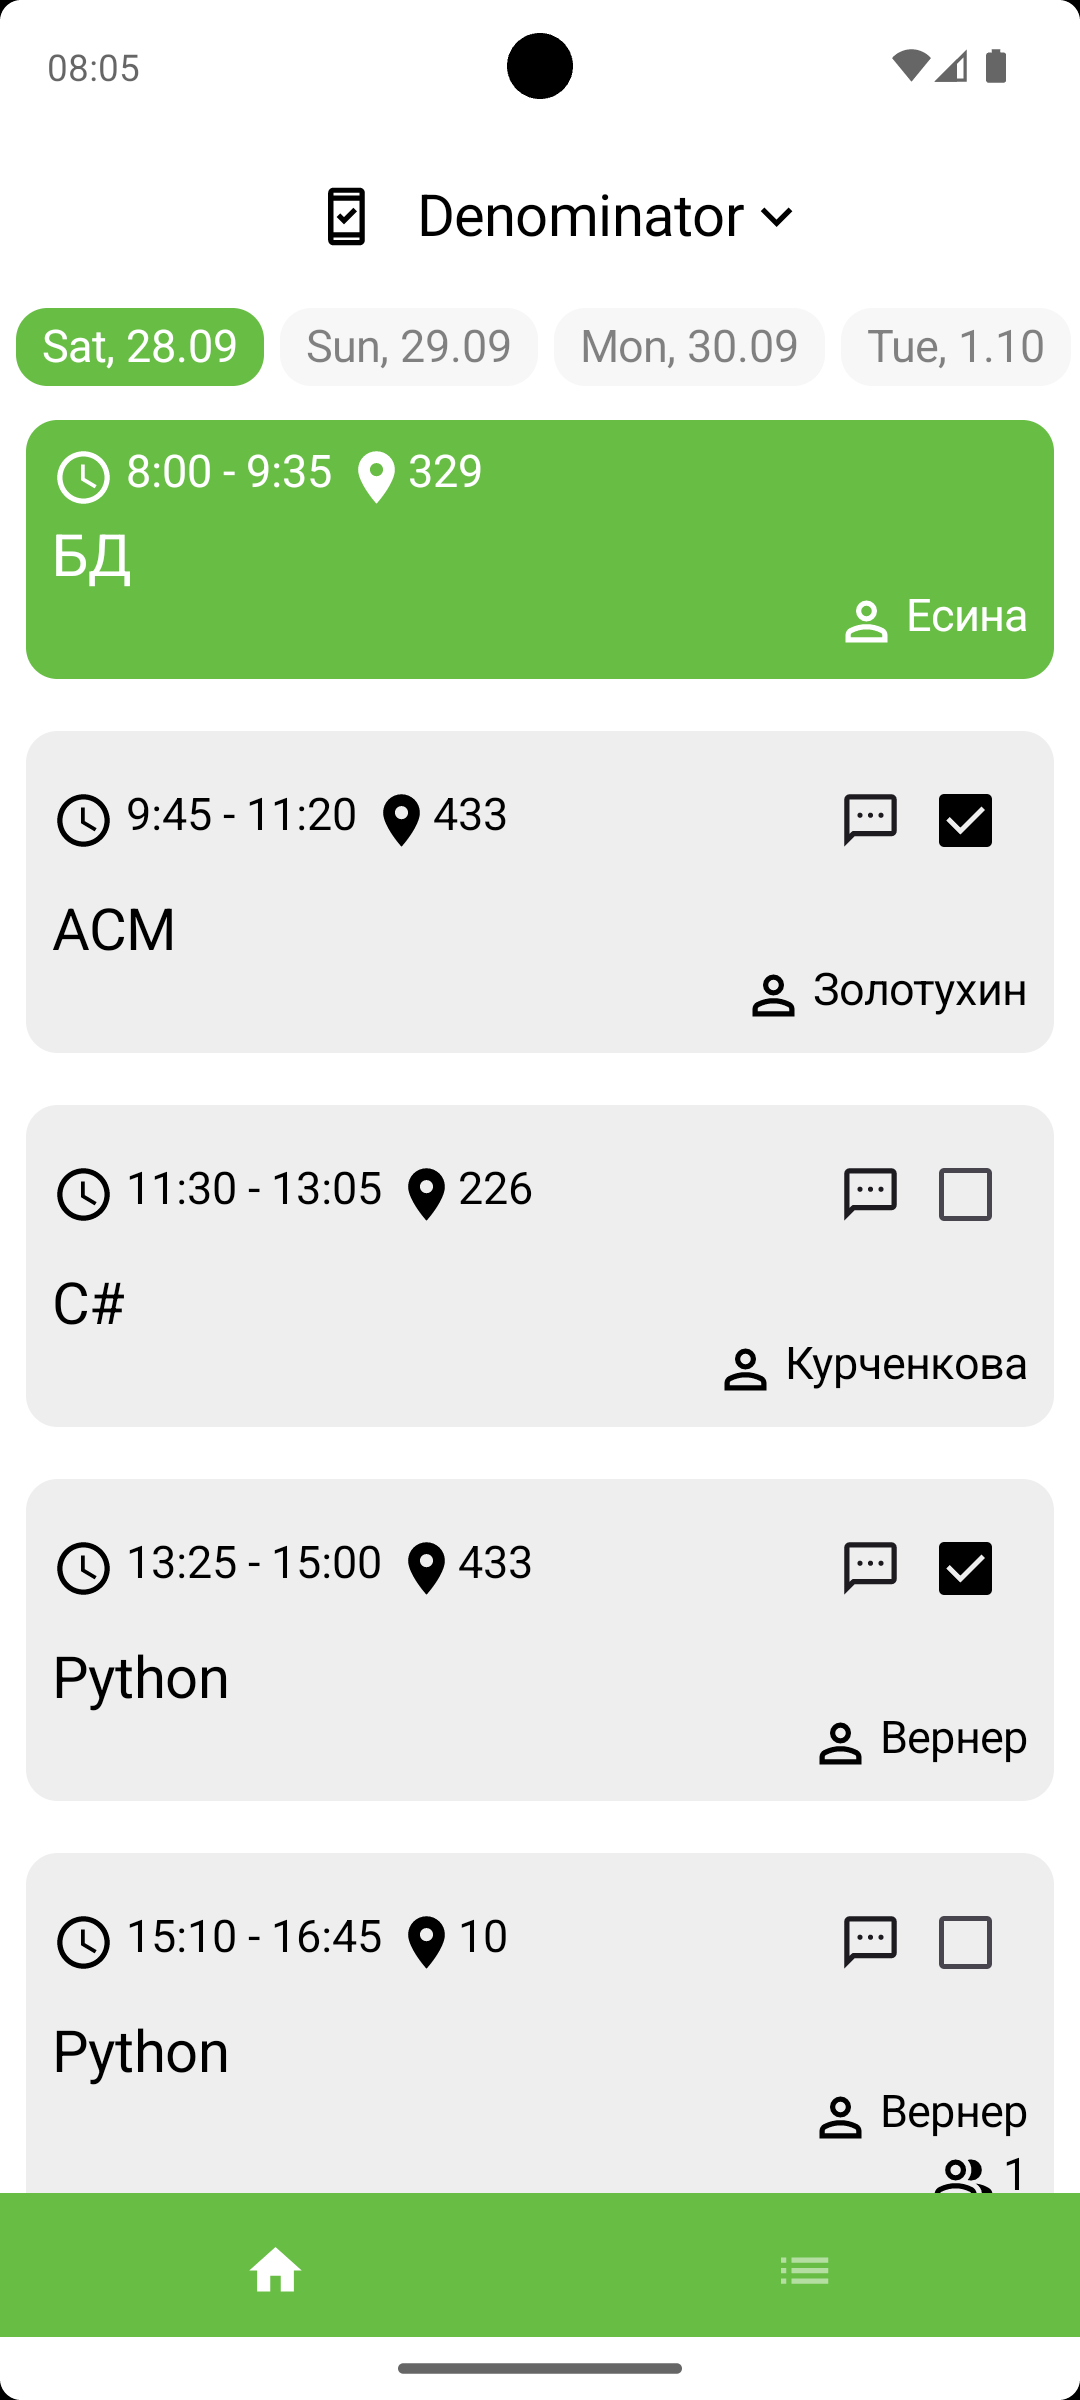 08:05
Denominator
Sat, 28.09 Sun, 29.09 Mon, 30.09 Tue, 1.10
8:00 - 9:35 329
БД
Есина
9:45 - 11:20 433
АСМ
Золотухин
11:30 - 13:05 226
C#
Курченкова
13:25 - 15:00 433
Python
Вернер
15:10 - 16:45 10
Python
Вернер
1